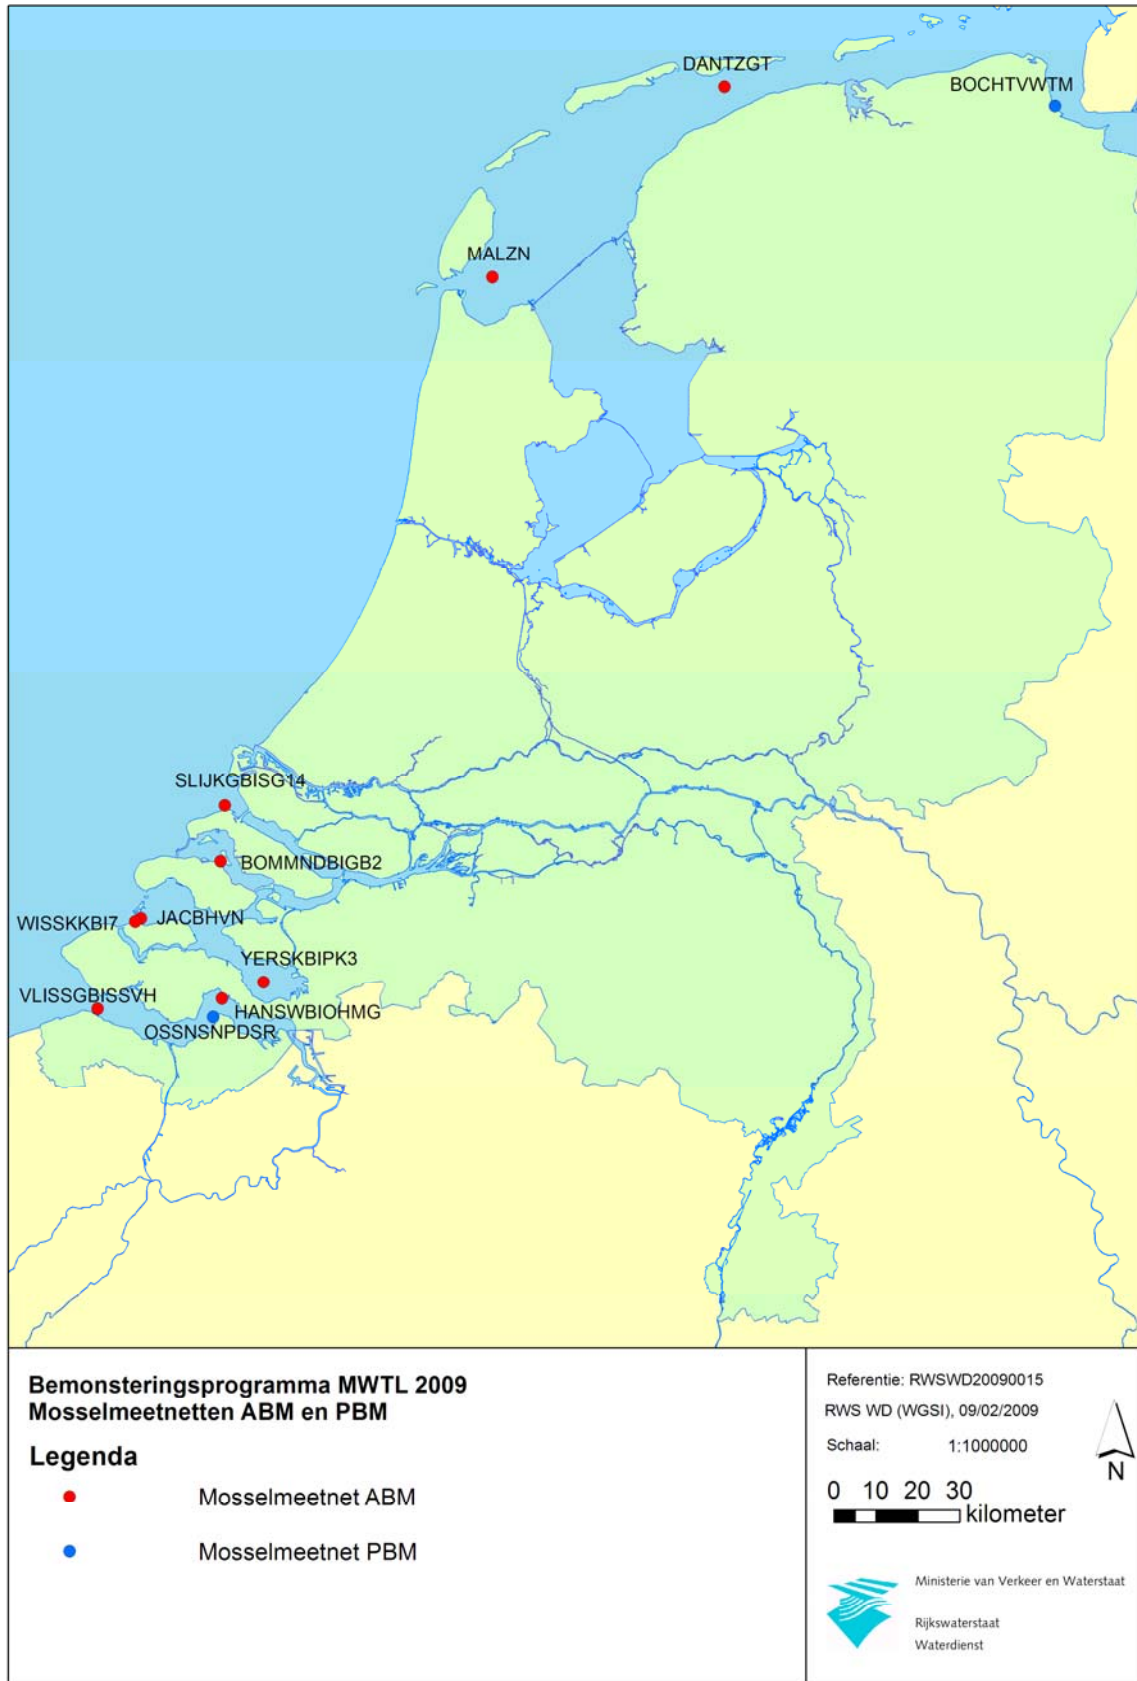 DANTZGT
BOCHTVWTM
MALZN
SLIJKGBISG14
BOMMNDBIGB2
WISSKKBI7
JACBHVN
YERSKBIPK3
VLISSGBISSVH
HANSWBIOHMG
OSSNSNPDSR
Bemonsteringsprogramma MWTL 2009
Mosselmeetnetten ABM en PBM
Legenda
Mosselmeetnet ABM
Mosselmeetnet PBM
Referentie: RWSWD20090015
RWS WD (WGSI), 09/02/2009
Schaal: 1:1000000
N
0 10 20 30
kilometer
Ministerie van Verkeer en Waterstaat
Rijkswaterstaat
Waterdienst